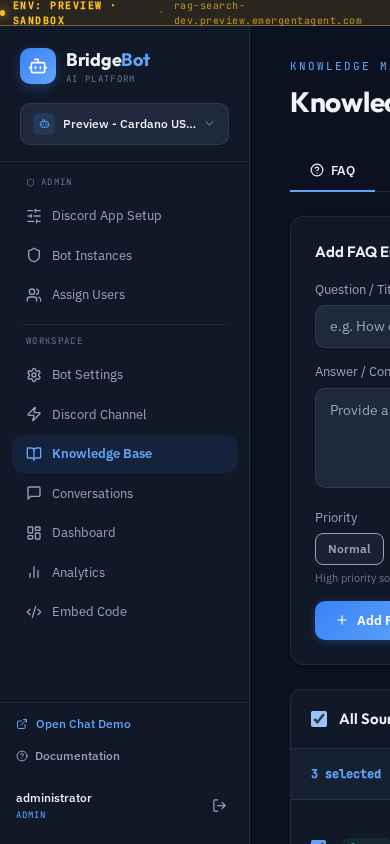 ENV: PREVIEW · SANDBOX · rag-search-dev.preview.emergentagent.com
BridgeBot
AI PLATFORM
Preview - Cardano US...
ADMIN
Discord App Setup
Bot Instances
Assign Users
WORKSPACE
Bot Settings
Discord Channel
Knowledge Base
Conversations
Dashboard
Analytics
Embed Code
Open Chat Demo
Documentation
administrator
ADMIN
KNOWLEDGE M
Knowled
FAQ
Add FAQ E
Question / Tit
e.g. How
Answer / Con
Provide a
Priority
Normal
High priority so
+ Add F
All Sour
3 selected